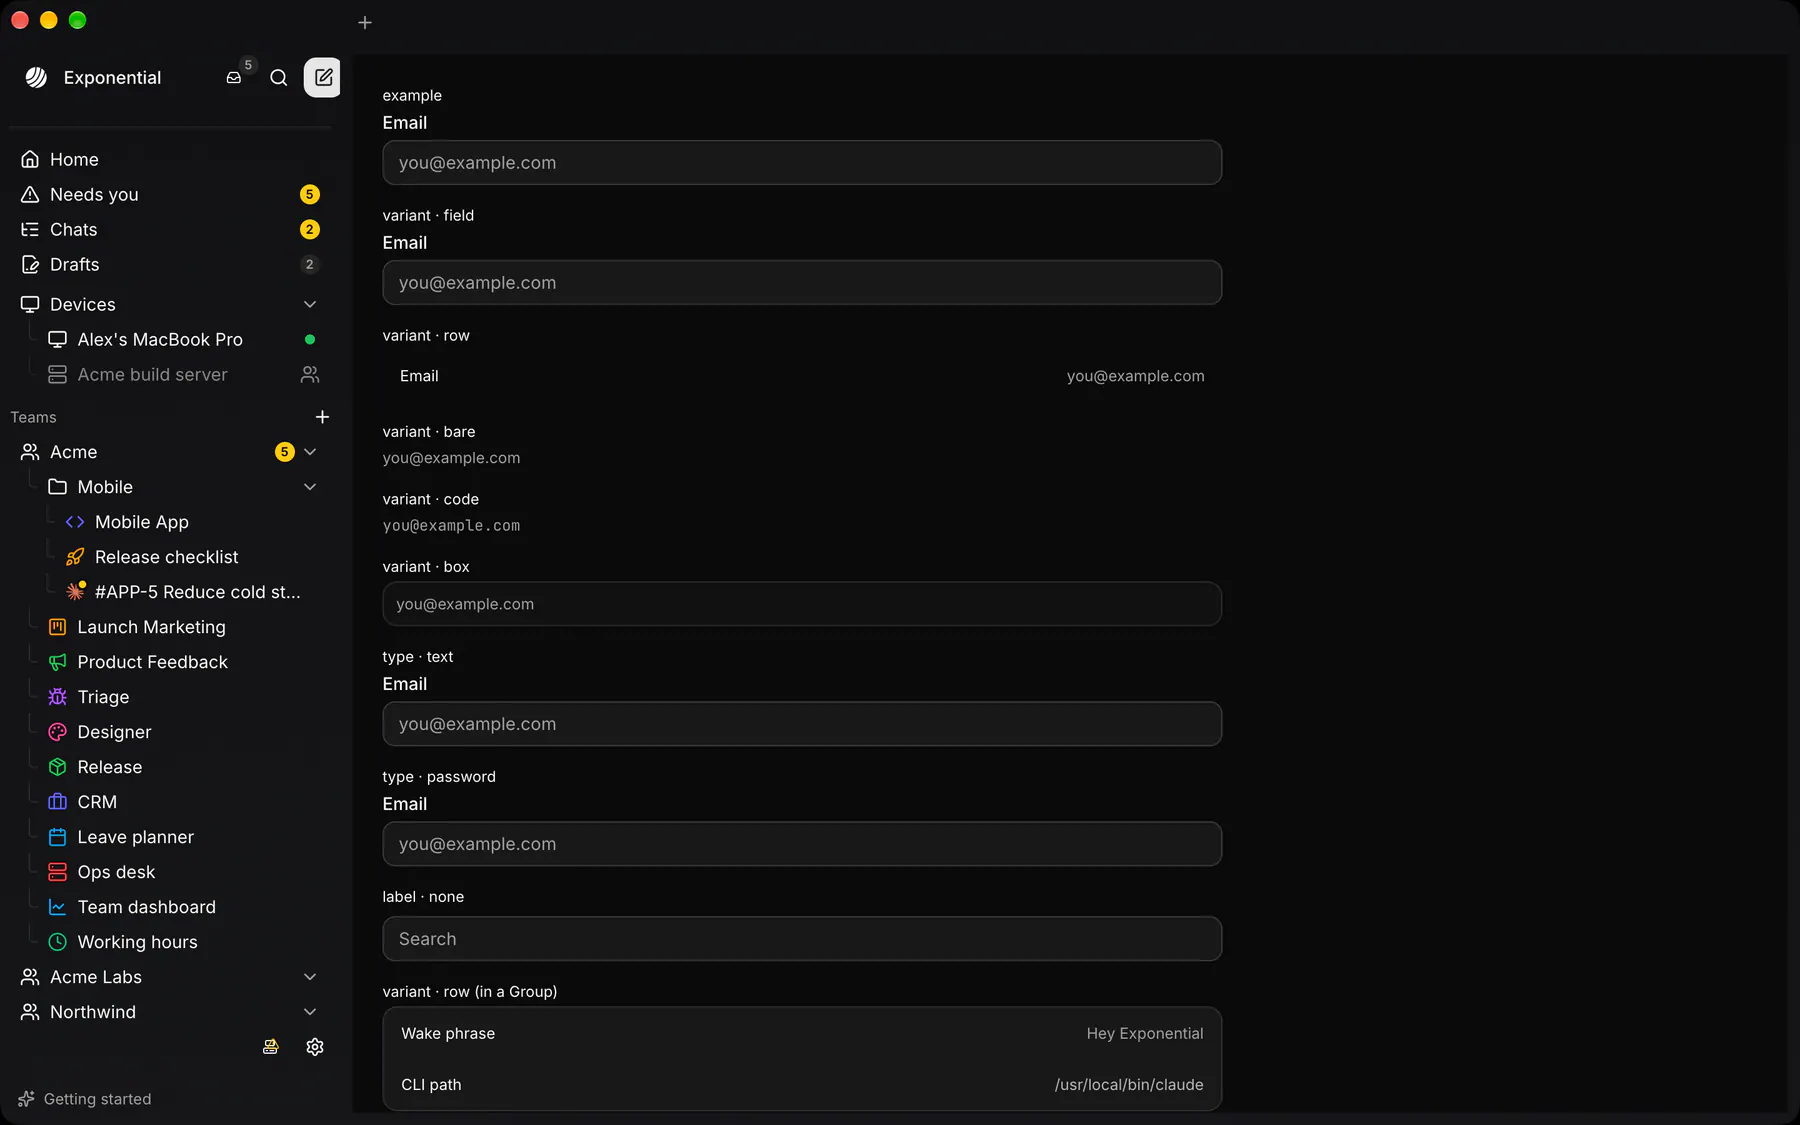 Exponential
5
Home
Needs you
5
Chats
2
Drafts
2
Devices
Alex's MacBook Pro
Acme build server
Teams
Acme
5
Mobile
Mobile App
Release checklist
#APP-5 Reduce cold st...
Launch Marketing
Product Feedback
Triage
Designer
Release
CRM
Leave planner
Ops desk
Team dashboard
Working hours
Acme Labs
Northwind
Getting started
example
Email
you@example.com
variant · field
Email
you@example.com
variant · row
Email you@example.com
variant · bare
you@example.com
variant · code
you@example.com
variant · box
you@example.com
type · text
Email
you@example.com
type · password
Email
you@example.com
label · none
Search
variant · row (in a Group)
Wake phrase Hey Exponential
CLI path /usr/local/bin/claude